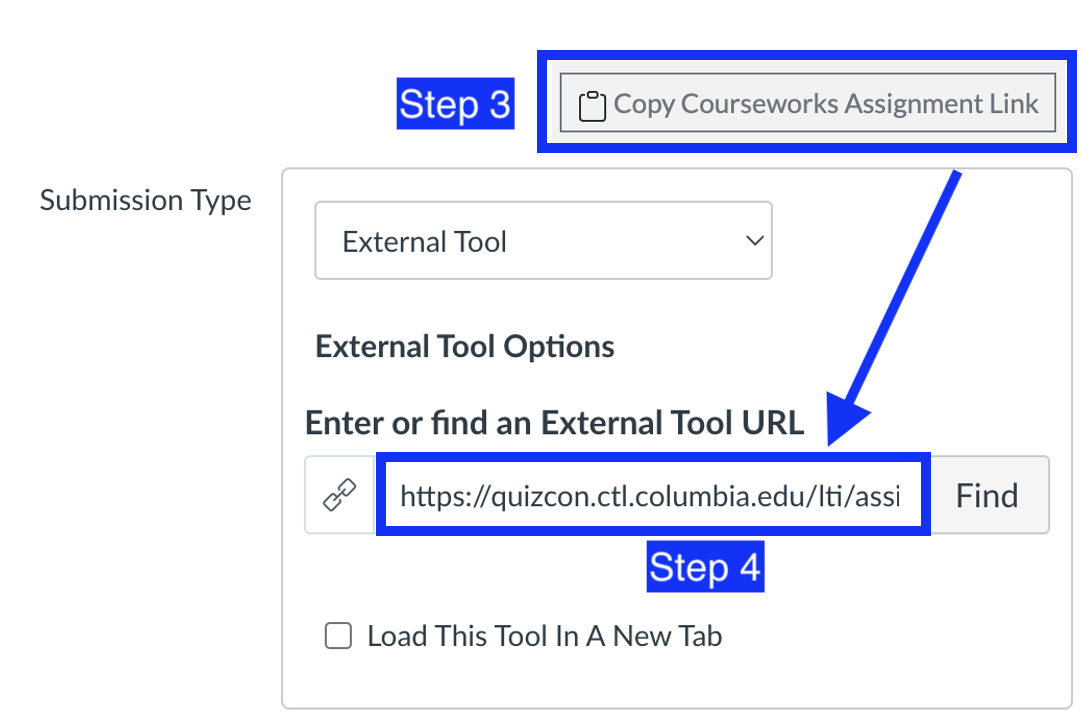 Step 3
Copy Courseworks Assignment Link
Submission Type
External Tool
External Tool Options
Enter or find an External Tool URL
https://quizcon.ctl.columbia.edu/lti/assi
Find
Step 4
Load This Tool In A New Tab